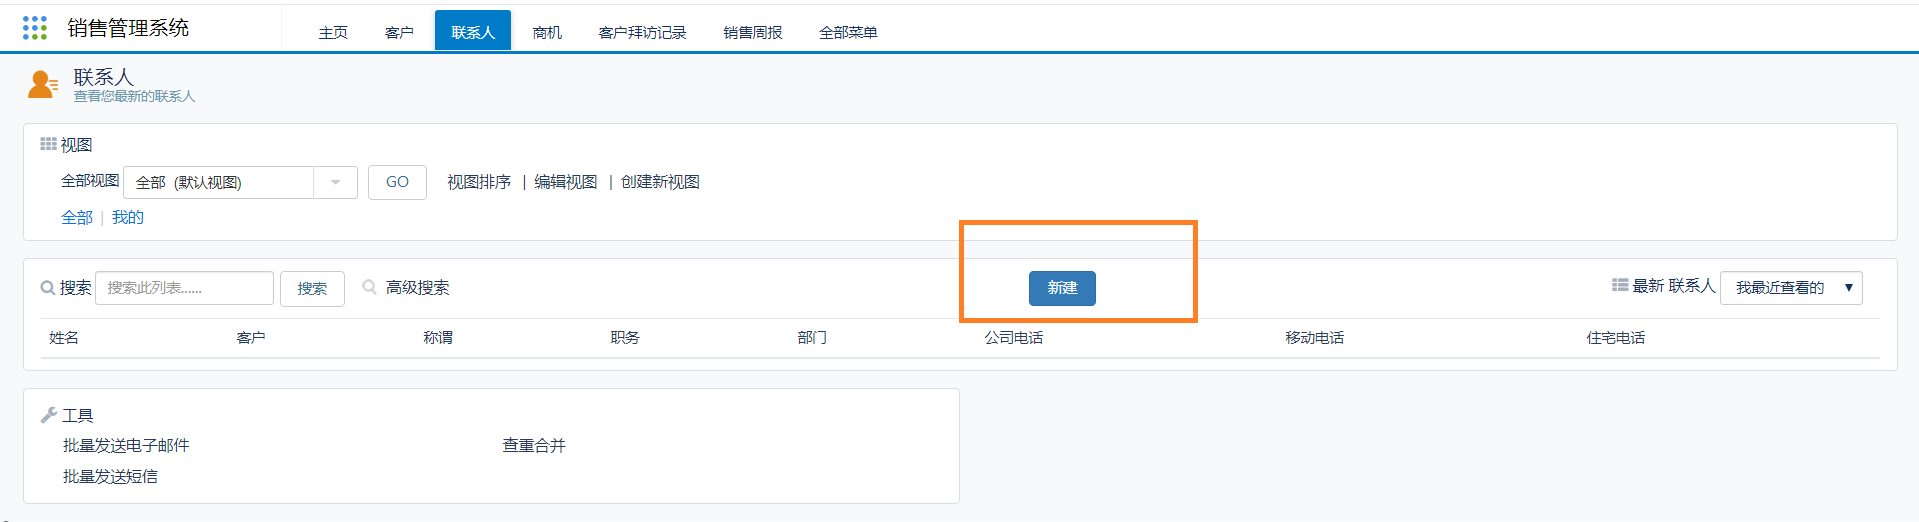 销售管理系统 主页 客户 联系人 商机 客户拜访记录 销售周报 全部菜单
联系人
查看您最新的联系人
视图
全部视图 全部 (默认视图) GO 视图排序 | 编辑视图 | 创建新视图
全部 | 我的
搜索 搜索此列表...... 搜索 高级搜索 新建 最新 联系人 我最近查看的
姓名 客户 称谓 职务 部门 公司电话 移动电话 住宅电话
工具
批量发送电子邮件 查重合并
批量发送短信